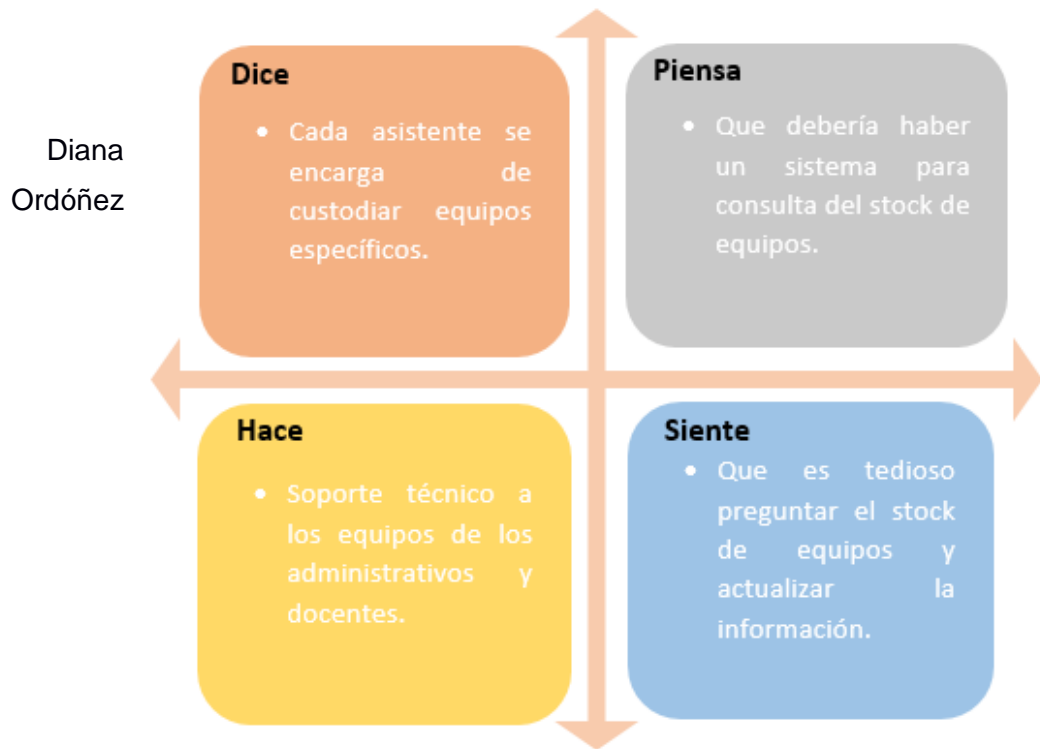 Diana
Ordóñez
Dice
• Cada asistente se
encarga de
custodiar equipos
específicos.
Piensa
• Que debería haber
un sistema para
consulta del stock de
equipos.
Hace
• Soporte técnico a
los equipos de los
administrativos y
docentes.
Siente
• Que es tedioso
preguntar el stock
de equipos y
actualizar la
información.